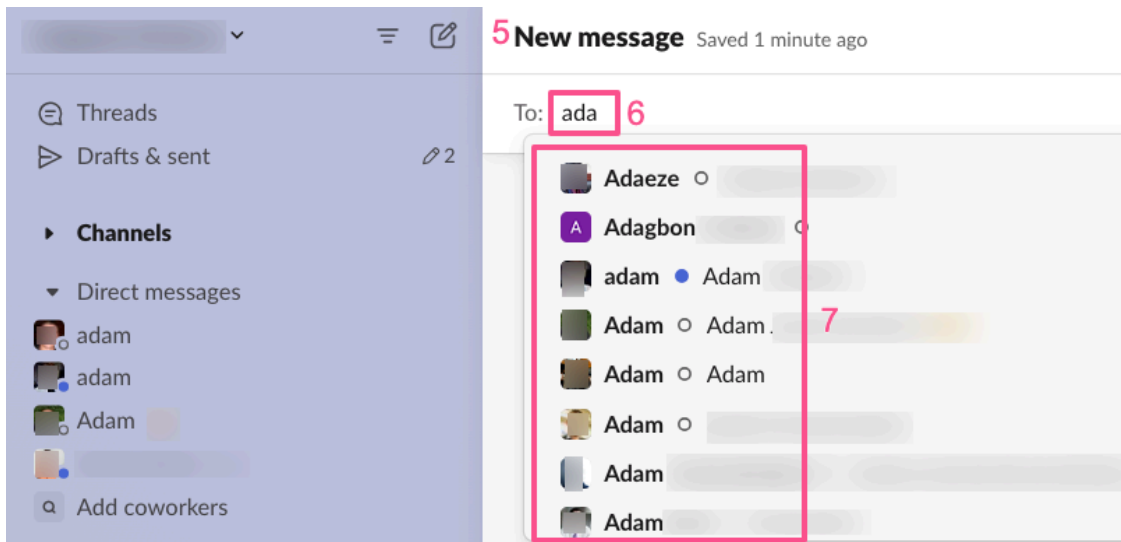 Threads
Drafts & sent 2
Channels
Direct messages
adam
adam
Adam
Add coworkers
5 New message Saved 1 minute ago
To: ada 6
Adaeze
A Adagbon
adam Adam
Adam Adam
Adam Adam
Adam
Adam
Adam
7